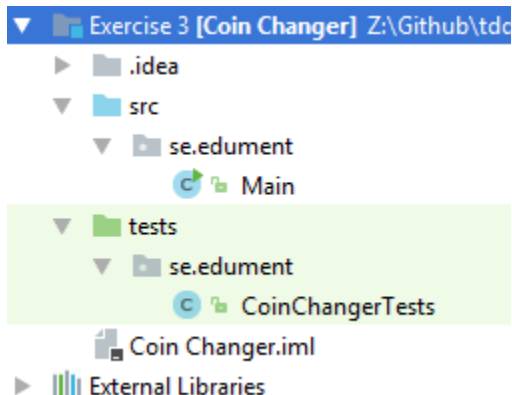 Exercise 3 [Coin Changer] Z:\Github\tdd
.idea
src
se.edument
Main
tests
se.edument
CoinChangerTests
Coin Changer.iml
External Libraries